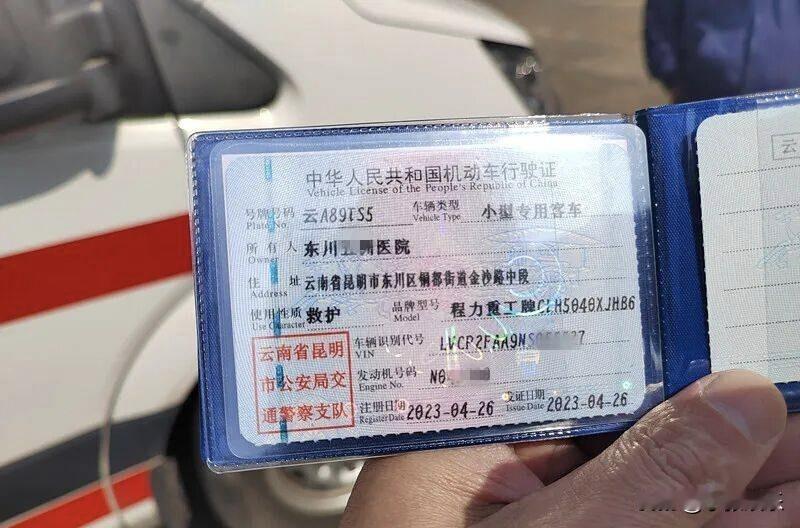 中华人民共和国机动车行驶证
Vehicle License of the People's Republic of China
号牌号码 云A89TS5 车辆类型 小型专用客车
Plate No. Vehicle Type
所有人 东川 医院
Owner
住址 云南省昆明市东川区铜都街道金沙路中段
Address
使用性质 救护 品牌型号 程力重工牌CLH5040XJHB6
Use Character Model
云南省昆明
市公安局交
通警察支队
车辆识别代号 LVCP2FAA9NS
VIN
发动机号码 N0
Engine No.
注册日期 2023-04-26 发证日期 2023-04-26
Register Date Issue Date
云